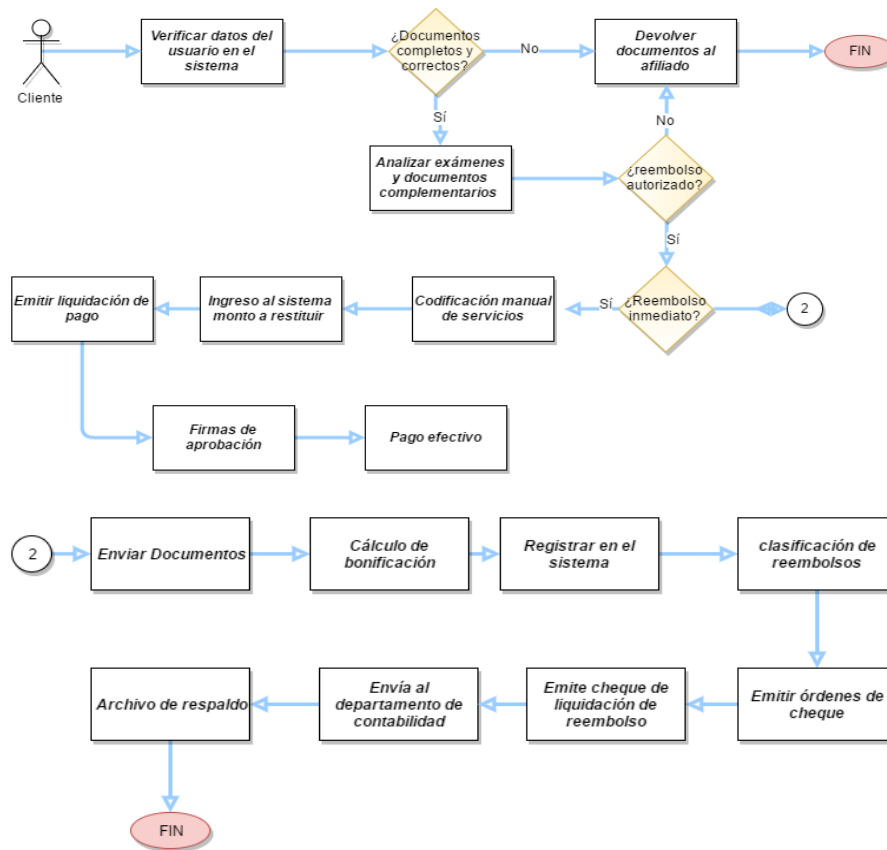 Verificar datos del
usuario en el
sistema
¿Documentos
completos y
correctos?
No
Devolver
documentos al
afiliado
FIN
Cliente
Sí
No
Analizar exámenes
y documentos
complementarios
¿reembolso
autorizado?
Sí
Emitir liquidación de
pago
Ingreso al sistema
monto a restituir
Codificación manual
de servicios
Sí
¿Reembolso
inmediato?
2
Firmas de
aprobación
Pago efectivo
2
Enviar Documentos
Cálculo de
bonificación
Registrar en el
sistema
clasificación de
reembolsos
Archivo de respaldo
Envía al
departamento de
contabilidad
Emite cheque de
liquidación de
reembolso
Emitir órdenes de
cheque
FIN